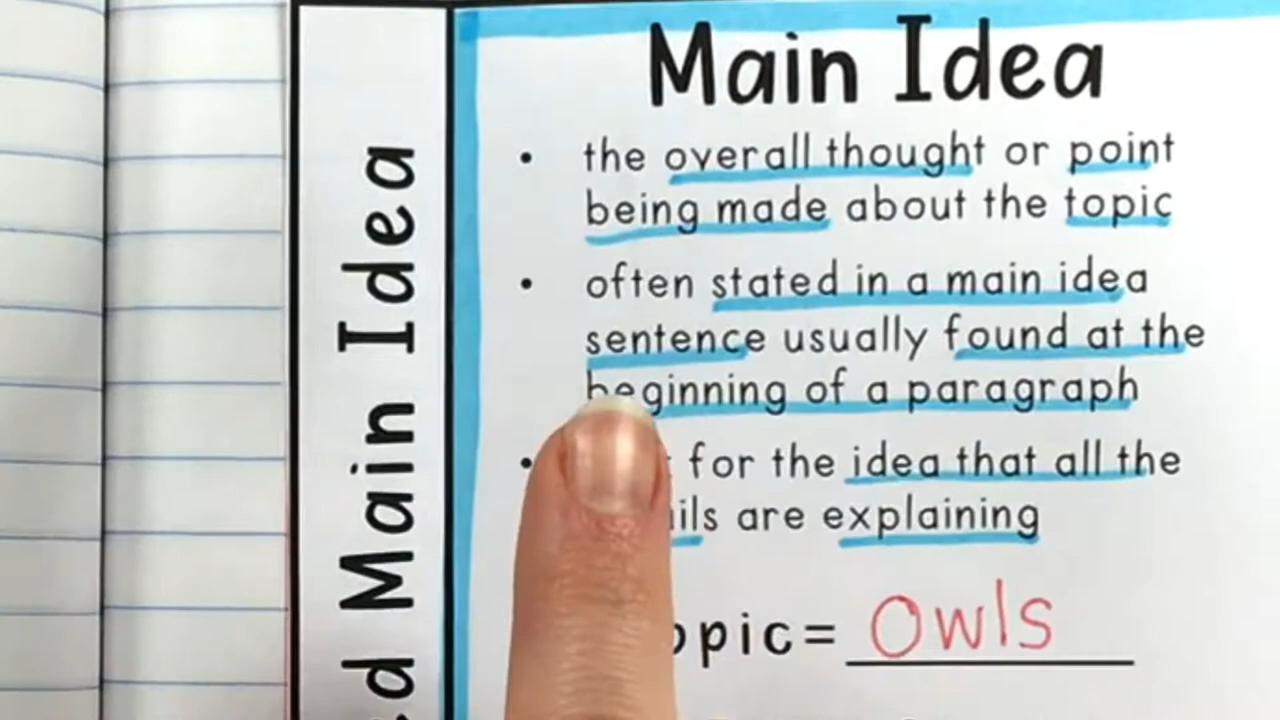 Main Idea
the overall thought or point
being made about the topic
often stated in a main idea
sentence usually found at the
beginning of a paragraph
for the idea that all the
are explaining
= Owls
Main Idea